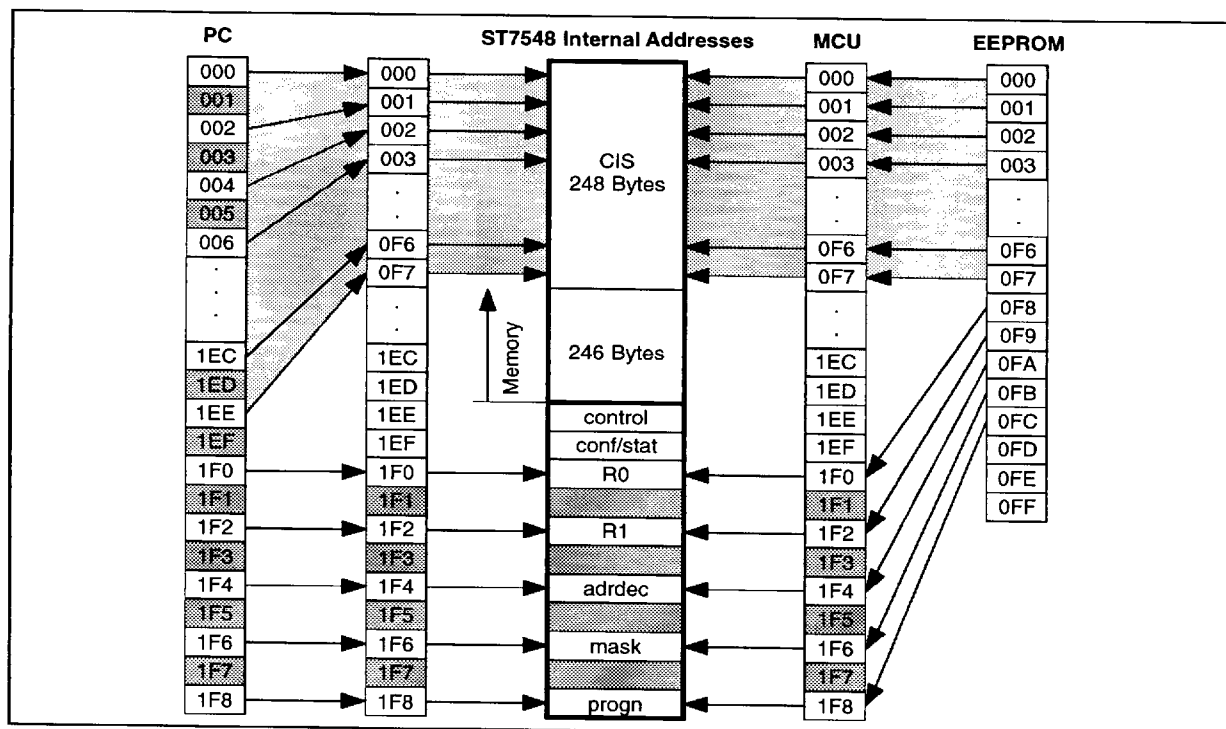 PC
ST7548 Internal Addresses
MCU
EEPROM
000
001
002
003
004
005
006
.
.
.
1EC
1ED
1EE
1EF
1F0
1F1
1F2
1F3
1F4
1F5
1F6
1F7
1F8
000
001
002
003
.
.
0F6
0F7
.
.
1EC
1ED
1EE
1EF
1F0
1F1
1F2
1F3
1F4
1F5
1F6
1F7
1F8
Memory
CIS
248 Bytes
246 Bytes
control
conf/stat
R0
R1
adrdec
mask
progn
000
001
002
003
.
.
0F6
0F7
.
.
1EC
1ED
1EE
1EF
1F0
1F1
1F2
1F3
1F4
1F5
1F6
1F7
1F8
000
001
002
003
.
.
0F6
0F7
0F8
0F9
0FA
0FB
0FC
0FD
0FE
0FF